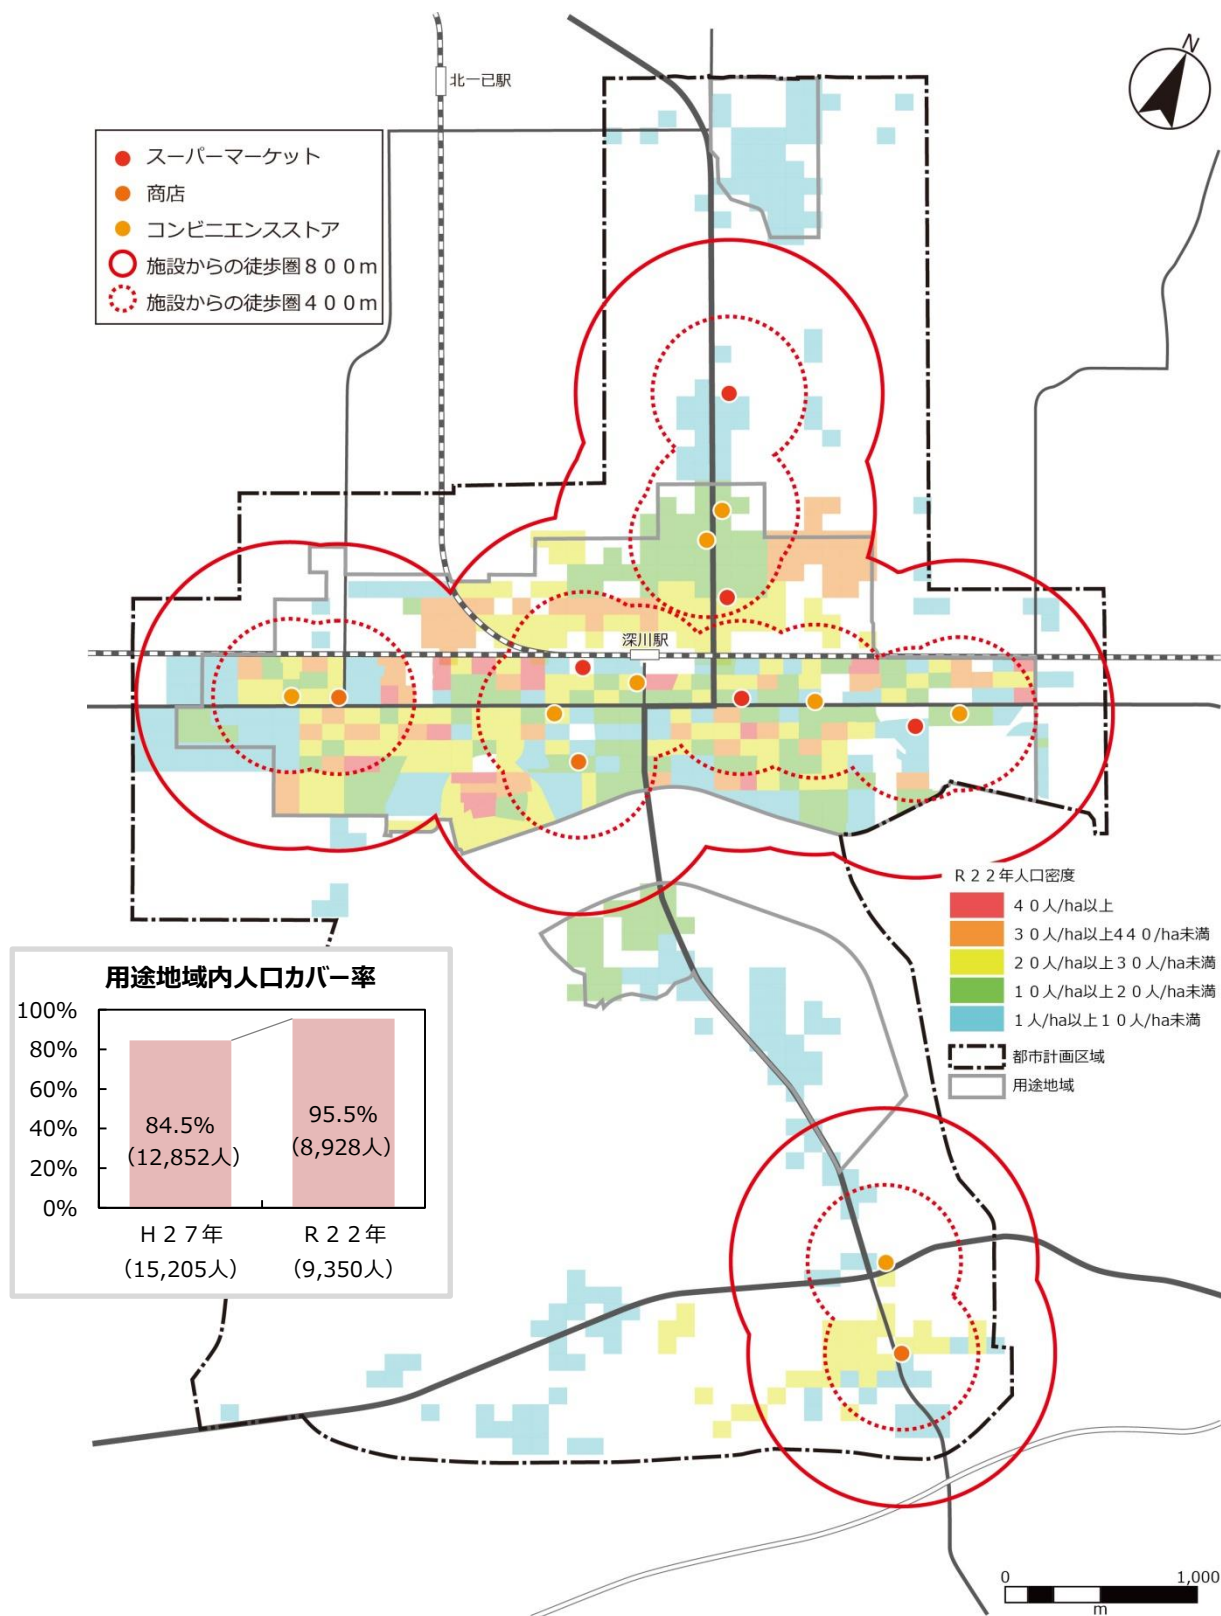 N
北一已駅
スーパーマーケット
商店
コンビニエンスストア
施設からの徒歩圏８００ｍ
施設からの徒歩圏４００ｍ
深川駅
Ｒ２２年人口密度
４０人/ha以上
３０人/ha以上４４０/ha未満
２０人/ha以上３０人/ha未満
１０人/ha以上２０人/ha未満
１人/ha以上１０人/ha未満
都市計画区域
用途地域
用途地域内人口カバー率
100%
80%
60%
40%
20%
0%
84.5%
（12,852人）
95.5%
（8,928人）
Ｈ２７年
（15,205人）
Ｒ２２年
（9,350人）
0 1,000
m